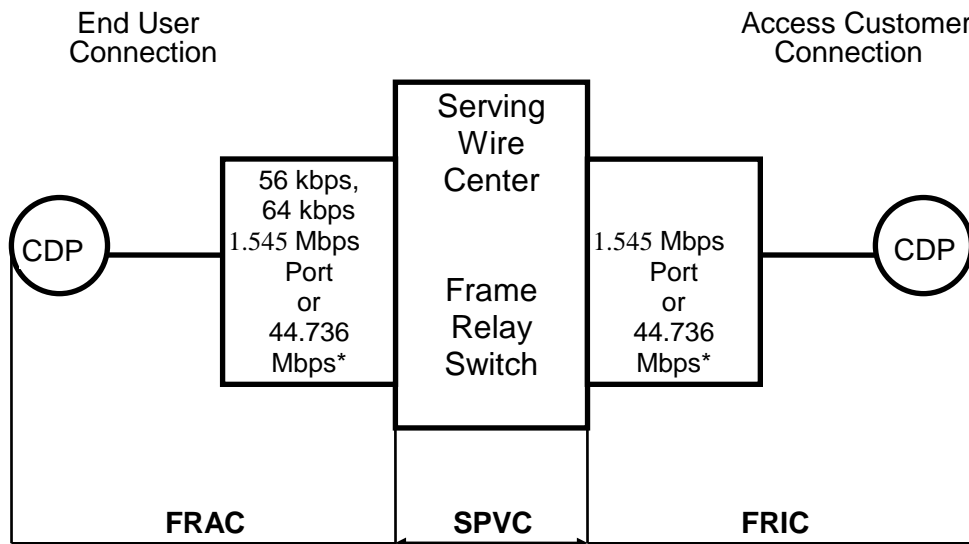 End User
Connection
Access Customer
Connection
CDP
56 kbps,
64 kbps
1.545 Mbps
Port
or
44.736
Mbps*
Serving
Wire
Center
Frame
Relay
Switch
1.545 Mbps
Port
or
44.736
Mbps*
CDP
FRAC
SPVC
FRIC